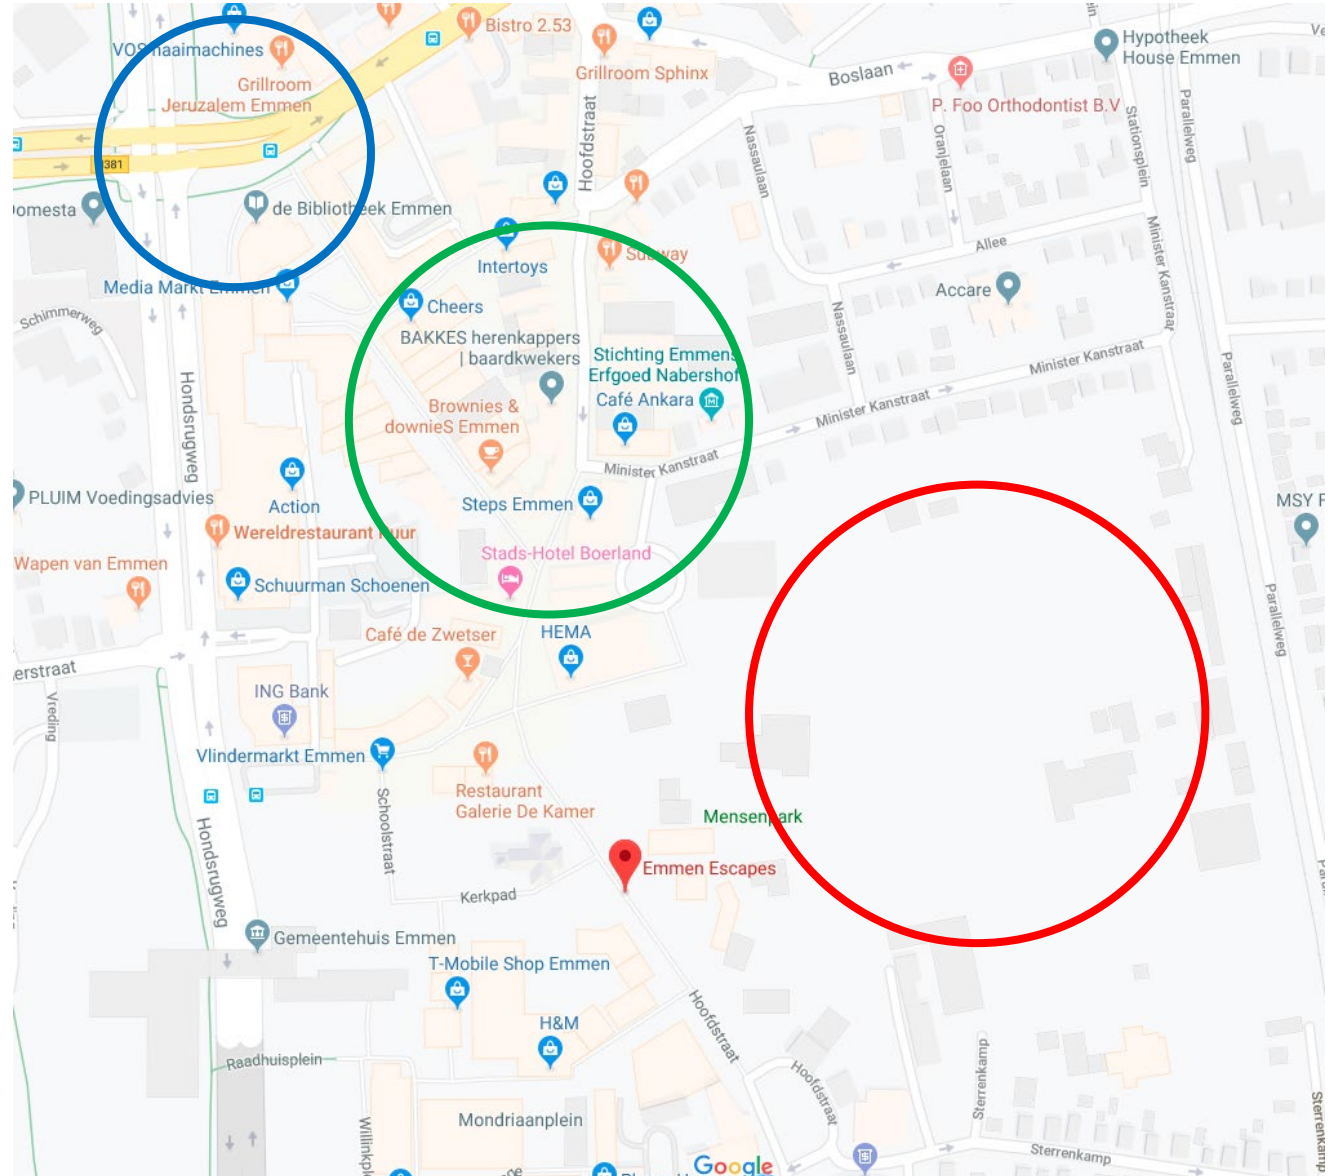 Bistro 2.53
VOS naaimachines
Grillroom
Jeruzalem Emmen
Grillroom Sphinx
Boslaan
Hypotheek
House Emmen
P. Foo Orthodontist B.V
Hoofdstraat
Nassaulaan
Oranjelaan
Stationsplein
Parallelweg
de Bibliotheek Emmen
Subway
Intertoys
Allee
Minister Kanstraat
Media Markt Emmen
Cheers
Accare
Schimmerweg
Nassaulaan
BAKKES herenkappers
| baardkwekers
Stichting Emmens
Erfgoed Nabershof
Café Ankara
Minister Kanstraat
Parallelweg
Hondsrugweg
Brownies &
downieS Emmen
Minister Kanstraat
Minister Kanstraat
PLUIM Voedingsadvies
Action
Steps Emmen
Wereldrestaurant
Stads-Hotel Boerland
Wapen van Emmen
Schuurman Schoenen
Parallelweg
Café de Zwetser
HEMA
erstraat
Vreding
ING Bank
Vlindermarkt Emmen
Restaurant
Galerie De Kamer
Schoolstraat
Mensenpark
Hondsrugweg
Emmen Escapes
Kerkpad
Gemeentehuis Emmen
T-Mobile Shop Emmen
Hoofdstraat
H&M
Raadhuisplein
Hoofdstraat
Sterrenkamp
Mondriaanplein
Sterrenkamp
Google